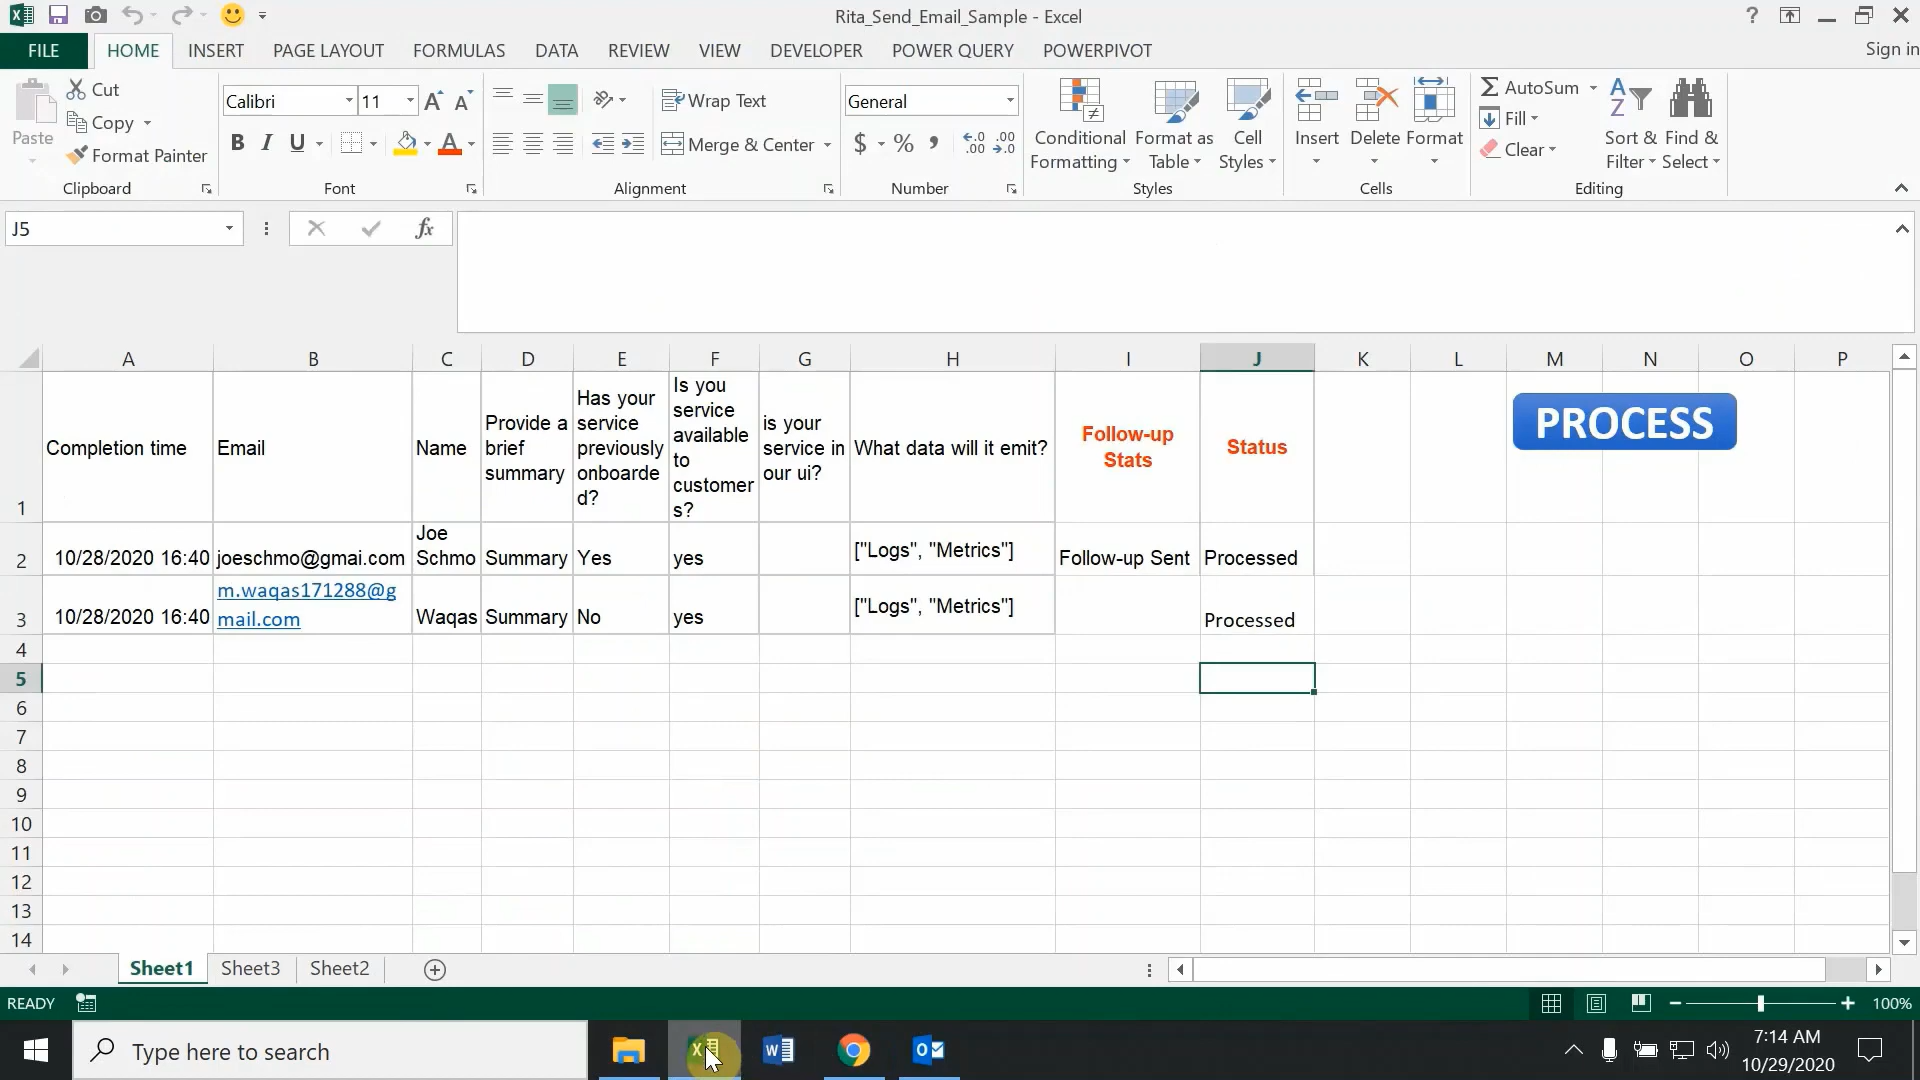 Rita_Send_Email_Sample - Excel
?
FILE
HOME
INSERT
PAGE LAYOUT
FORMULAS
DATA
REVIEW
VIEW
DEVELOPER
POWER QUERY
POWERPIVOT
Sign in
Paste
Cut
Copy
Format Painter
Clipboard
Calibri
11
B I U
Font
Wrap Text
Merge & Center
Alignment
General
$ % ,
Number
Conditional
Formatting
Format as
Table
Cell
Styles
Styles
Insert
Delete
Format
Cells
AutoSum
Fill
Clear
Sort &
Filter
Find &
Select
Editing
J5
fx
A B C D E F G H I J K L M N O P
1
Completion time
Email
Name
Provide a
brief
summary
Has your
service
previously
onboarde
d?
Is you
service
available
to
customer
s?
is your
service in
our ui?
What data will it emit?
Follow-up
Stats
Status
PROCESS
2
10/28/2020 16:40
joeschmo@gmai.com
Joe
Schmo
Summary
Yes
yes
["Logs", "Metrics"]
Follow-up Sent
Processed
3
10/28/2020 16:40
m.waqas171288@g
mail.com
Waqas
Summary
No
yes
["Logs", "Metrics"]
Processed
4
5
6
7
8
9
10
11
12
13
14
Sheet1
Sheet3
Sheet2
READY
100%
Type here to search
7:14 AM
10/29/2020